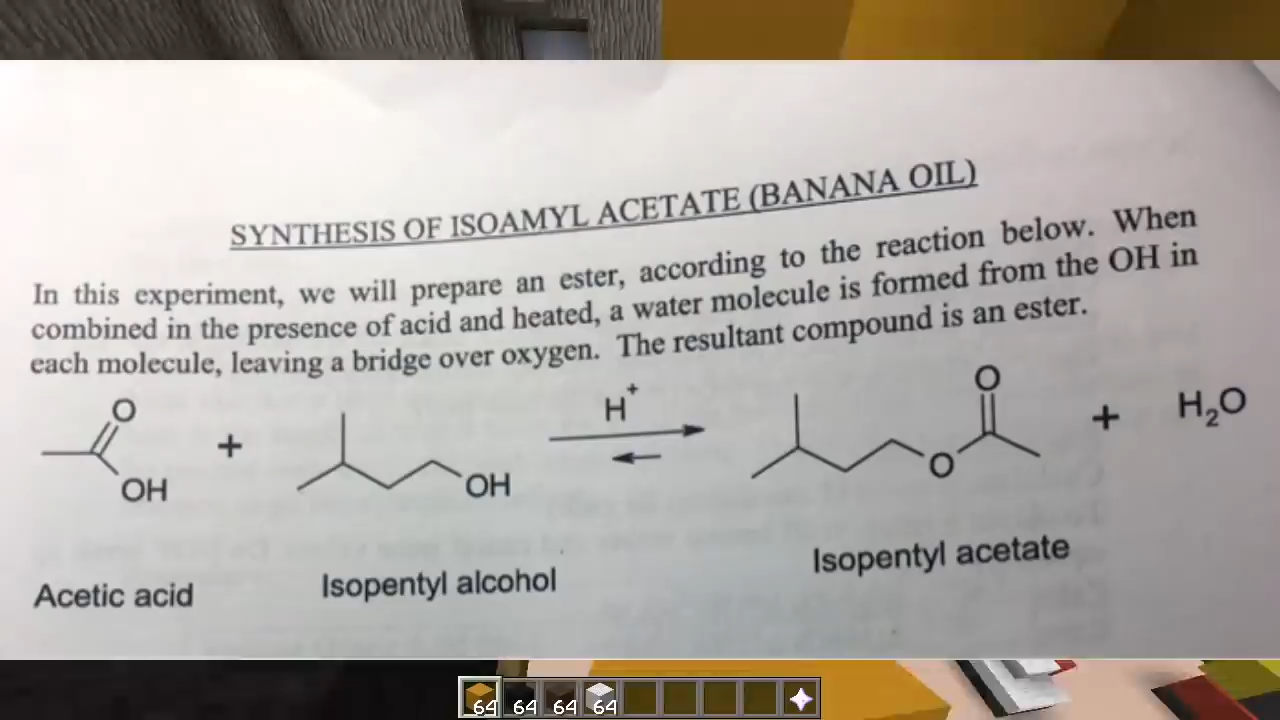 SYNTHESIS OF ISOAMYL ACETATE (BANANA OIL)
In this experiment, we will prepare an ester, according to the reaction below. When
combined in the presence of acid and heated, a water molecule is formed from the OH in
each molecule, leaving a bridge over oxygen. The resultant compound is an ester.
O
OH
+
OH
H+
O
O
+
H₂O
Acetic acid
Isopentyl alcohol
Isopentyl acetate
64 64 64 64